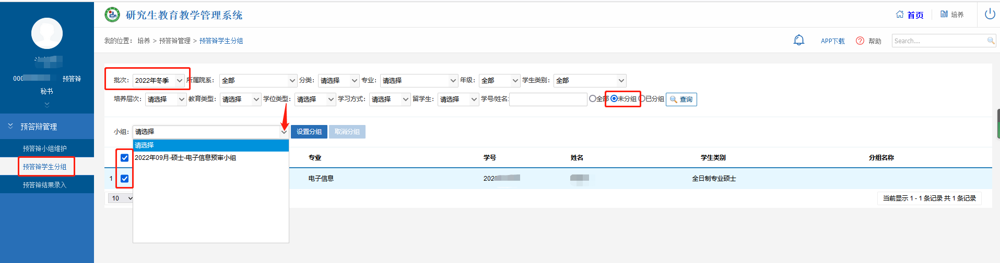 研究生教育教学管理系统
首页
培养
我的位置： 培养 > 预答辩管理 > 预答辩学生分组
APP下载
帮助
Search...
000
预答辩
秘书
预答辩管理
预答辩小组维护
预答辩学生分组
预答辩结果录入
批次： 2022年冬季 所属院系： 全部 分类： 请选择 专业： 请选择 年级： 全部 学生类别： 全部
培养层次： 请选择 教育类型： 请选择 学位类型： 请选择 学习方式： 请选择 留学生： 请选择 学号/姓名: 全部 未分组 已分组 查询
小组： 请选择 设置分组 取消分组
请选择
2022年09月-硕士-电子信息预审小组
专业 学号 姓名 学生类别 分组名称
1 电子信息 202 全日制专业硕士
10
当前显示 1 - 1 条记录 共 1 条记录